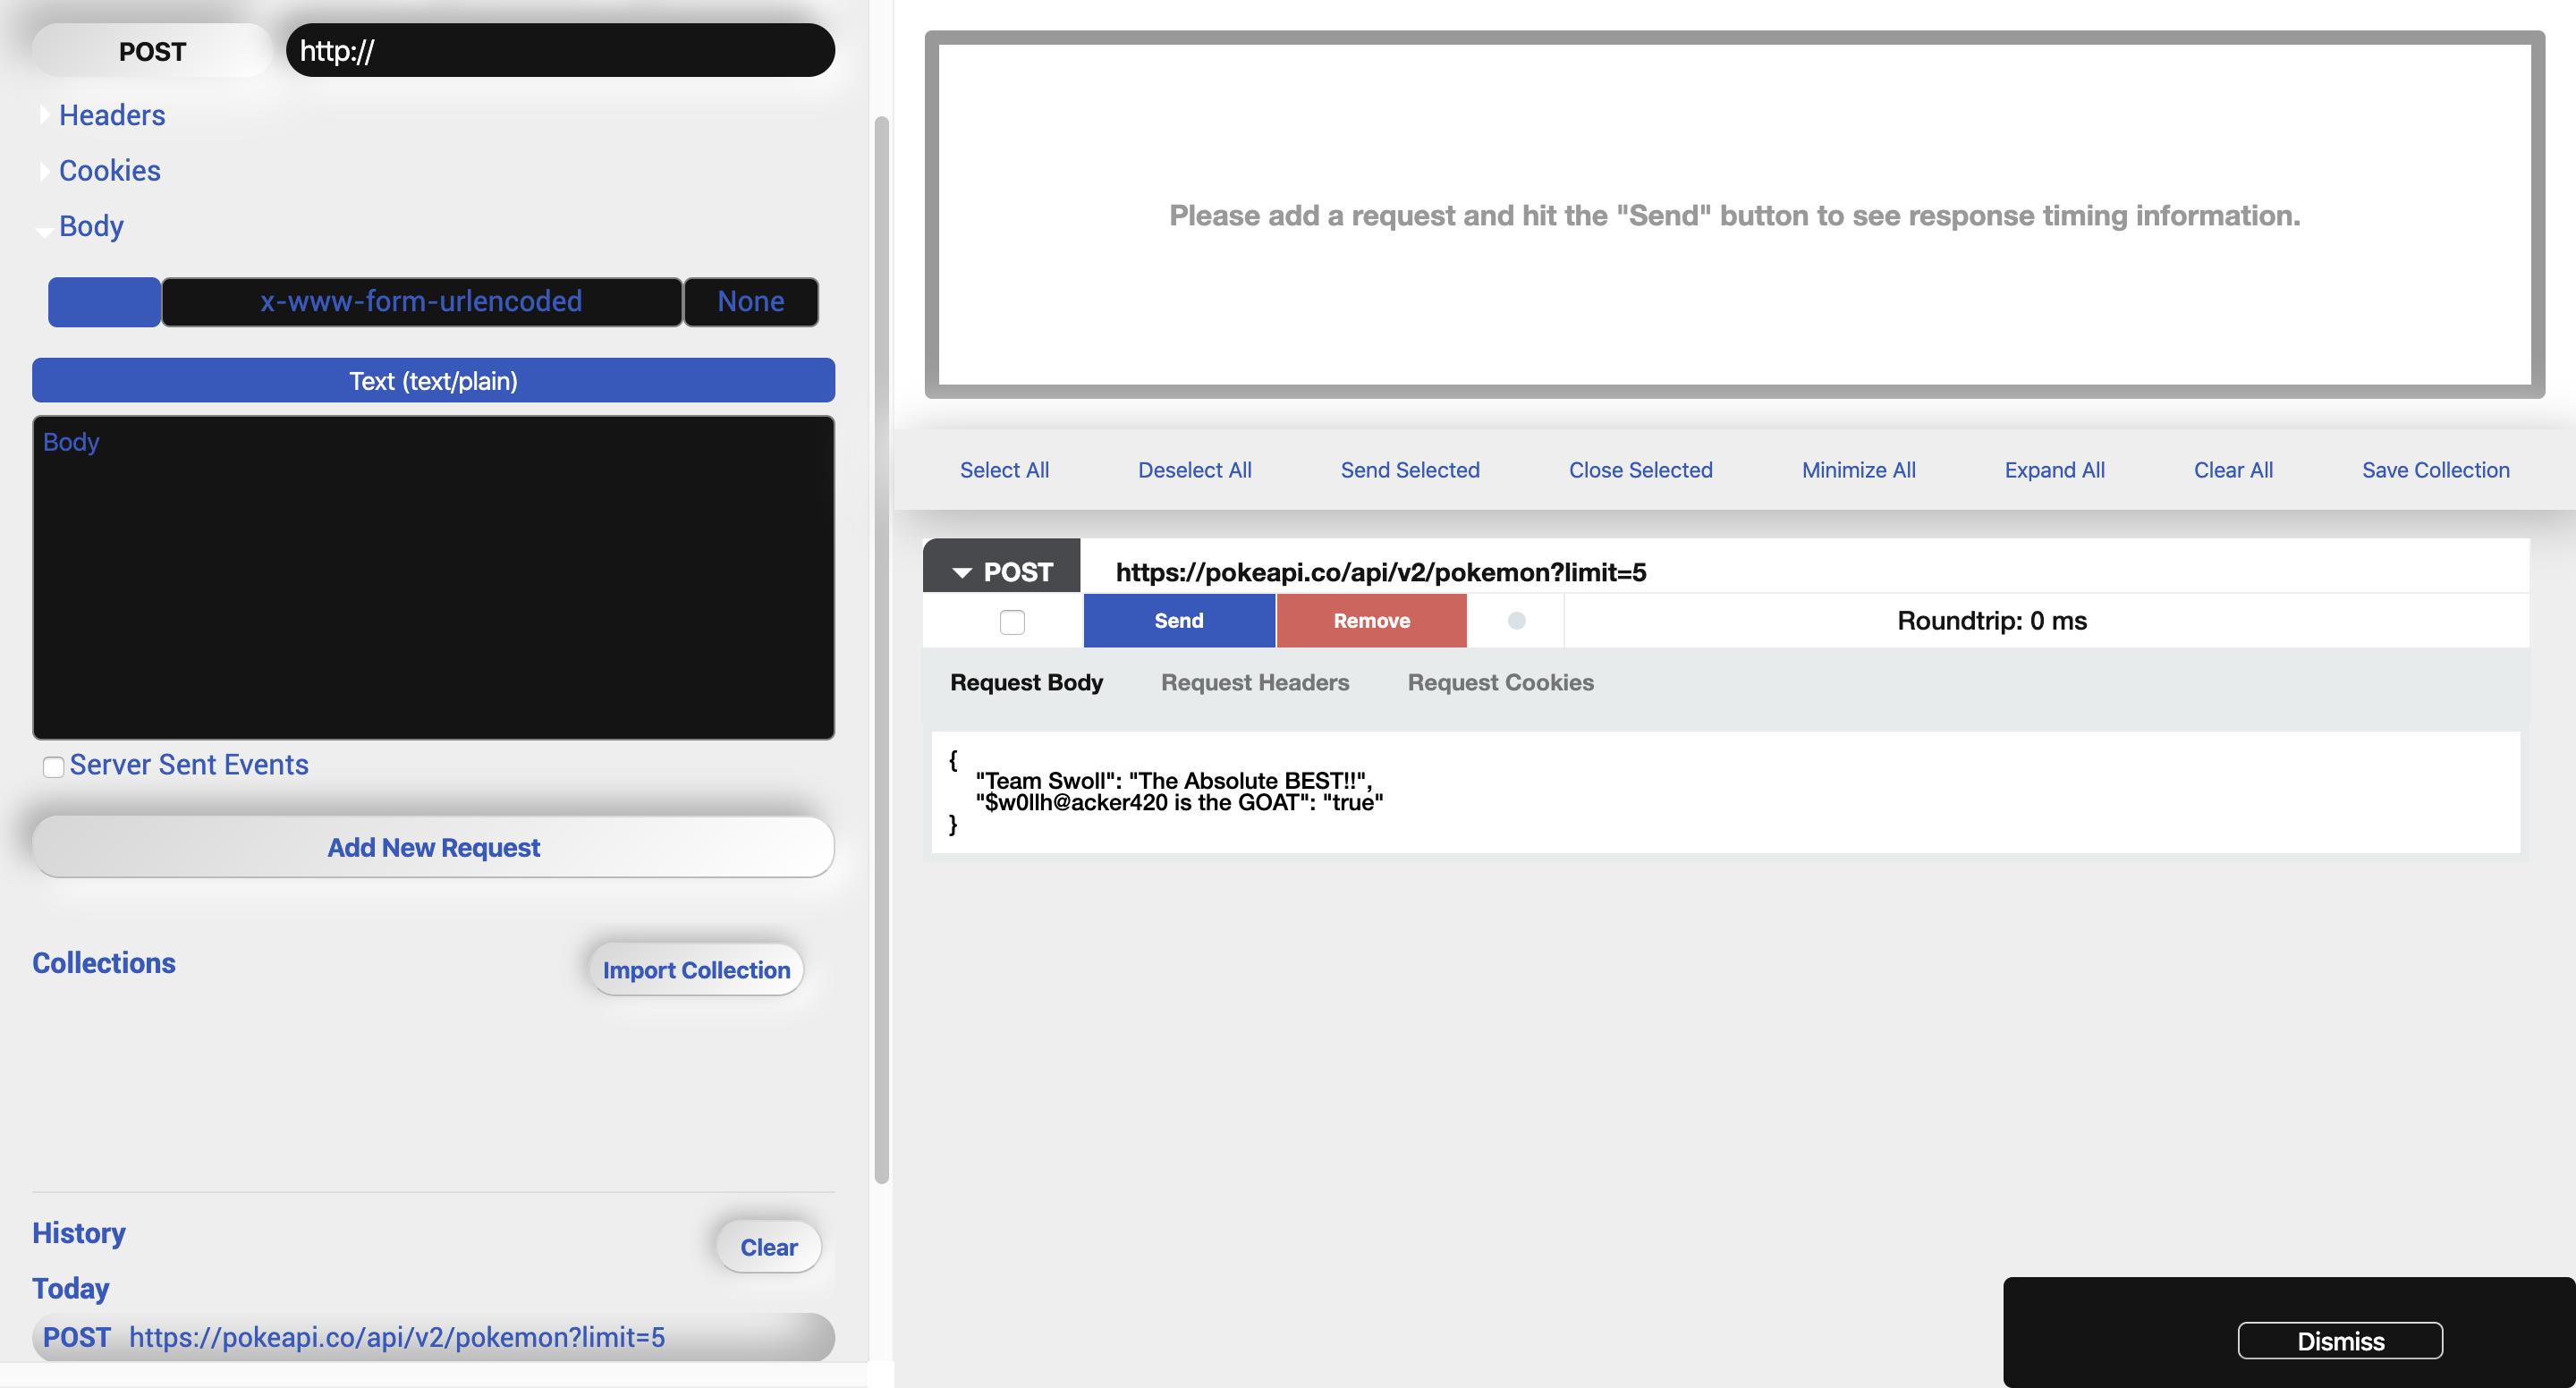 POST http://
Headers
Cookies
Body
x-www-form-urlencoded None
Text (text/plain)
Body
Server Sent Events
Add New Request
Collections Import Collection
History Clear
Today
POST https://pokeapi.co/api/v2/pokemon?limit=5
Please add a request and hit the "Send" button to see response timing information.
Select All Deselect All Send Selected Close Selected Minimize All Expand All Clear All Save Collection
POST https://pokeapi.co/api/v2/pokemon?limit=5
Send Remove Roundtrip: 0 ms
Request Body Request Headers Request Cookies
{
"Team Swoll": "The Absolute BEST!!",
"$w0llh@acker420 is the GOAT": "true"
}
Dismiss